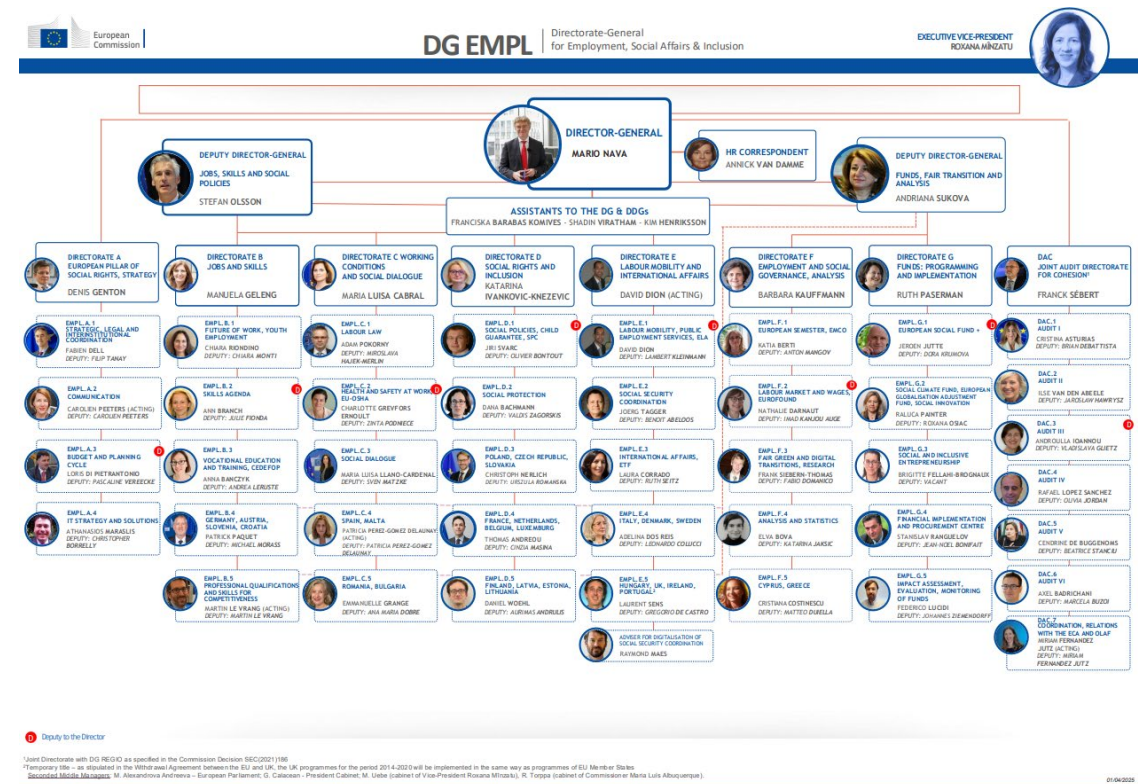 European
Commission
DG EMPL
Directorate-General
for Employment, Social Affairs & Inclusion
EXECUTIVE VICE-PRESIDENT
ROXANA MÎNZATU
DIRECTOR-GENERAL
MARIO NAVA
HR CORRESPONDENT
ANNICK VAN DAMME
DEPUTY DIRECTOR-GENERAL
JOBS, SKILLS AND SOCIAL
POLICIES
STEFAN OLSSON
DEPUTY DIRECTOR-GENERAL
FUNDS, FAIR TRANSITION AND
ANALYSIS
ANDRIANA SUKOVA
ASSISTANTS TO THE DG & DDGs
FRANCISKA BARABAS KOMIVES - SHADIN VIRATHAM - KIM HENRIKSSON
DIRECTORATE A
EUROPEAN PILLAR OF
SOCIAL RIGHTS, STRATEGY
DENIS GENTON
EMPL.A.1
STRATEGIC, LEGAL AND
INTERINSTITUTIONAL
COORDINATION
FABIEN DELL
DEPUTY: FILIP TANAY
EMPL.A.2
COMMUNICATION
CAROLIEN PEETERS (ACTING)
DEPUTY: CAROLIEN PEETERS
EMPL.A.3
BUDGET AND PLANNING
CYCLE
D
LORIS DI PIETRANTONIO
DEPUTY: PASCALINE VEREECKE
EMPL.A.4
IT STRATEGY AND SOLUTIONS
ATHANASIOS MARASLIS
DEPUTY: CHRISTOPHER
BORRELLY
DIRECTORATE B
JOBS AND SKILLS
MANUELA GELENG
EMPL.B.1
FUTURE OF WORK, YOUTH
EMPLOYMENT
CHIARA RIONDINO
DEPUTY: CHIARA MONTI
EMPL.B.2
SKILLS AGENDA
D
ANN BRANCH
DEPUTY: JULIE FIONDA
EMPL.B.3
VOCATIONAL EDUCATION
AND TRAINING, CEDEFOP
ANNA BANCZYK
DEPUTY: ANDREA LERUSTE
EMPL.B.4
GERMANY, AUSTRIA,
SLOVENIA, CROATIA
PATRICK PAQUET
DEPUTY: MICHAEL MORASS
EMPL.B.5
PROFESSIONAL QUALIFICATIONS
AND SKILLS FOR
COMPETITIVENESS
MARTIN LE VRANG (ACTING)
DEPUTY: MARTIN LE VRANG
DIRECTORATE C WORKING
CONDITIONS
AND SOCIAL DIALOGUE
MARIA LUISA CABRAL
EMPL.C.1
LABOUR LAW
ADAM POKORNY
DEPUTY: MIROSLAVA
HAJEK-MERLIN
EMPL.C.2
HEALTH AND SAFETY AT WORK,
EU-OSHA
D
CHARLOTTE GREVFORS
ERNOULT
DEPUTY: ZINTA PODNIECE
EMPL.C.3
SOCIAL DIALOGUE
MARIA LUISA LLANO-CARDENAL
DEPUTY: SVEN MATZKE
EMPL.C.4
SPAIN, MALTA
PATRICIA PEREZ-GOMEZ DELAUNAY
(ACTING)
DEPUTY: PATRICIA PEREZ-GOMEZ
DELAUNAY
EMPL.C.5
ROMANIA, BULGARIA
EMMANUELLE GRANGE
DEPUTY: ANA MARIA DOBRE
DIRECTORATE D
SOCIAL RIGHTS AND
INCLUSION
KATARINA
IVANKOVIC-KNEZEVIC
EMPL.D.1
SOCIAL POLICIES, CHILD
GUARANTEE, SPC
D
JIRI SVARC
DEPUTY: OLIVIER BONTOUT
EMPL.D.2
SOCIAL PROTECTION
DANA BACHMANN
DEPUTY: VALDIS ZAGORSKIS
EMPL.D.3
POLAND, CZECH REPUBLIC,
SLOVAKIA
CHRISTOPH NERLICH
DEPUTY: URSZULA ROMANSKA
EMPL.D.4
FRANCE, NETHERLANDS,
BELGIUM, LUXEMBURG
THOMAS ANDREOU
DEPUTY: CINZIA MASINA
EMPL.D.5
FINLAND, LATVIA, ESTONIA,
LITHUANIA
DANIEL WOEHL
DEPUTY: AURIMAS ANDRULIS
DIRECTORATE E
LABOUR MOBILITY AND
INTERNATIONAL AFFAIRS
DAVID DION (ACTING)
EMPL.E.1
LABOUR MOBILITY, PUBLIC
EMPLOYMENT SERVICES, ELA
D
DAVID DION
DEPUTY: LAMBERT KLEINMANN
EMPL.E.2
SOCIAL SECURITY
COORDINATION
JOERG TAGGER
DEPUTY: BENOIT ABELOOS
EMPL.E.3
INTERNATIONAL AFFAIRS,
ETF
LAURA CORRADO
DEPUTY: RUTH SEITZ
EMPL.E.4
ITALY, DENMARK, SWEDEN
ADELINA DOS REIS
DEPUTY: LEONARDO COLUCCI
EMPL.E.5
HUNGARY, UK, IRELAND,
PORTUGAL²
LAURENT SENS
DEPUTY: GREGORIO DE CASTRO
ADVISER FOR DIGITALISATION OF
SOCIAL SECURITY COORDINATION
RAYMOND MAES
DIRECTORATE F
EMPLOYMENT AND SOCIAL
GOVERNANCE, ANALYSIS
BARBARA KAUFFMANN
EMPL.F.1
EUROPEAN SEMESTER, EMCO
KATIA BERTI
DEPUTY: ANTON MANGOV
EMPL.F.2
LABOUR MARKET AND WAGES,
EUROFOUND
D
NATHALIE DARNAUT
DEPUTY: IMAD KANJOU AUGE
EMPL.F.3
FAIR GREEN AND DIGITAL
TRANSITIONS, RESEARCH
FRANK SIEBERN-THOMAS
DEPUTY: FABIO DOMANICO
EMPL.F.4
ANALYSIS AND STATISTICS
ELVA BOVA
DEPUTY: KATARINA JAKSIC
EMPL.F.5
CYPRUS, GREECE
CRISTIANA COSTINESCU
DEPUTY: MATTEO DUIELLA
DIRECTORATE G
FUNDS: PROGRAMMING
AND IMPLEMENTATION
RUTH PASERMAN
EMPL.G.1
EUROPEAN SOCIAL FUND +
D
JEROEN JUTTE
DEPUTY: DORA KRUMOVA
EMPL.G.2
SOCIAL CLIMATE FUND, EUROPEAN
GLOBALISATION ADJUSTMENT
FUND, SOCIAL INNOVATION
RALUCA PAINTER
DEPUTY: ROXANA OSIAC
EMPL.G.3
SOCIAL AND INCLUSIVE
ENTREPRENEURSHIP
BRIGITTE FELLAHI-BROGNAUX
DEPUTY: VACANT
EMPL.G.4
FINANCIAL IMPLEMENTATION
AND PROCUREMENT CENTRE
STANISLAV RANGUELOV
DEPUTY: JEAN-NOEL BONIFAIT
EMPL.G.5
IMPACT ASSESSMENT,
EVALUATION, MONITORING
OF FUNDS
FEDERICO LUCIDI
DEPUTY: JOHANNES ZIEMENDORFF
DAC
JOINT AUDIT DIRECTORATE
FOR COHESION¹
FRANCK SÉBERT
DAC.1
AUDIT I
CRISTINA ASTURIAS
DEPUTY: BRIAN DEBATTISTA
DAC.2
AUDIT II
ILSE VAN DEN ABEELE
DEPUTY: JAROSLAW NAWRYSZ
DAC.3
AUDIT III
D
ANDROULLA IOANNOU
DEPUTY: VLADISLAVA GUETZ
DAC.4
AUDIT IV
RAFAEL LOPEZ SANCHEZ
DEPUTY: OLIVIA JORDAN
DAC.5
AUDIT V
CENDRINE DE BUGGENOMS
DEPUTY: BEATRICE STANCIU
DAC.6
AUDIT VI
AXEL BADRICHANI
DEPUTY: MARCELA BUZOI
DAC.7
COORDINATION, RELATIONS
WITH THE ECA AND OLAF
MIRIAM FERNANDEZ
JUTZ (ACTING)
DEPUTY: MIRIAM
FERNANDEZ JUTZ
D Deputy to the Director
¹Joint Directorate with DG REGIO as specified in the Commission Decision SEC(2021)186
²Temporary title – as stipulated in the Withdrawal Agreement between the EU and UK, the UK programmes for the period 2014-2020 will be implemented in the same way as programmes of EU Member States
Seconded Middle Managers: M. Alexandrova Andreeva – European Parliament; G. Calacean - President Cabinet; M. Uebe (cabinet of Vice-President Roxana Mînzatu), R. Torppa (cabinet of Commissioner Maria Luís Albuquerque).
01/04/2025